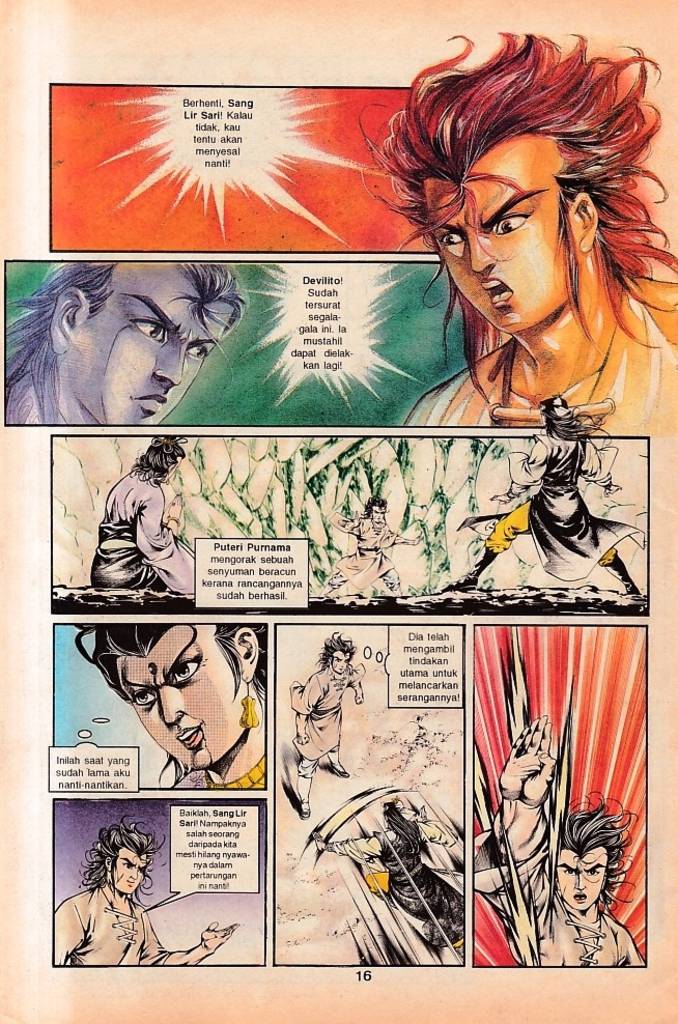 Berhenti, Sang
Lir Sari! Kalau
tidak, kau
tentu akan
menyesal
nanti!
Devilito!
Sudah
tersurat
segala-
gala ini. Ia
mustahil
dapat dielak-
kan lagi!
Puteri Purnama
mengorak sebuah
senyuman beracun
kerana rancangannya
sudah berhasil.
Inilah saat yang
sudah lama aku
nanti-nantikan.
Dia telah
mengambil
tindakan
utama untuk
melancarkan
serangannya!
Baiklah, Sang Lir
Sari! Nampaknya
salah seorang
daripada kita
mesti hilang nyawa-
nya dalam
pertarungan
ini nanti!
16